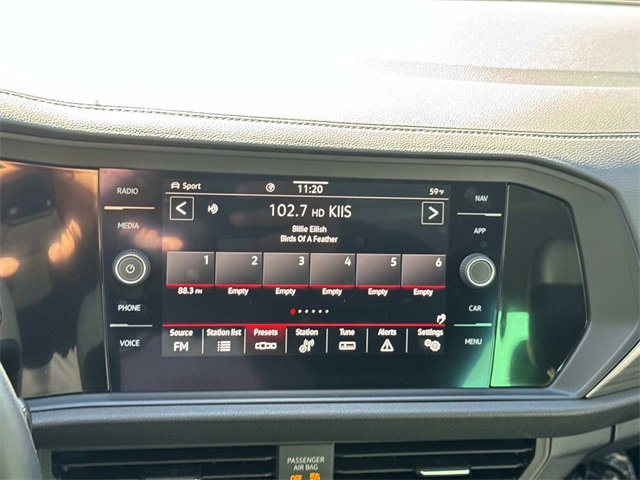 RADIO
MEDIA
PHONE
VOICE
Sport
11:20
59°F
102.7 HD KIIS
Billie Eilish
Birds Of A Feather
1 2 3 4 5 6
88.3 FM Empty Empty Empty Empty Empty
Source Station list Presets Station Tune Alerts Settings
FM
NAV
APP
CAR
MENU
PASSENGER
AIR BAG
OFF